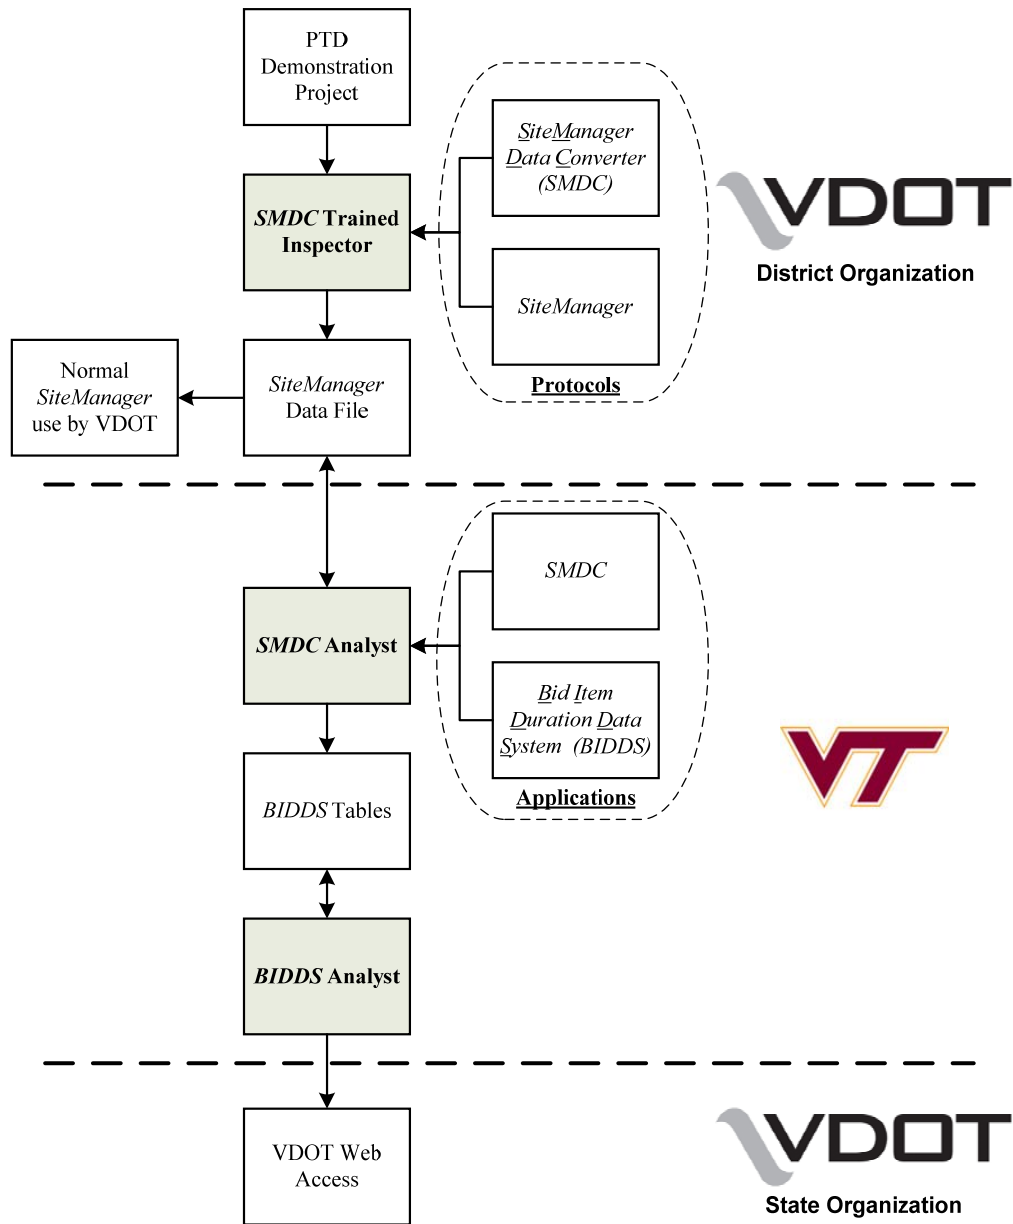 PTD
Demonstration
Project
SiteManager
Data Converter
(SMDC)
VDOT
District Organization
SMDC Trained
Inspector
SiteManager
Protocols
Normal
SiteManager
use by VDOT
SiteManager
Data File
SMDC
SMDC Analyst
Bid Item
Duration Data
System (BIDDS)
Applications
VT
BIDDS Tables
BIDDS Analyst
VDOT Web
Access
VDOT
State Organization